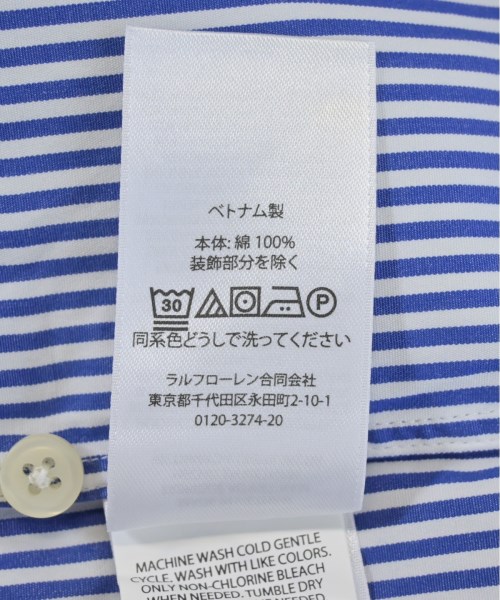 ベトナム製
本体: 綿 100%
装飾部分を除く
30 P
同系色どうしで洗ってください
ラルフローレン合同会社
東京都千代田区永田町2-10-1
0120-3274-20
MACHINE WASH COLD GENTLE
CYCLE, WASH WITH LIKE COLORS.
ONLY NON-CHLORINE BLEACH
WHEN NEEDED. TUMBLE DRY